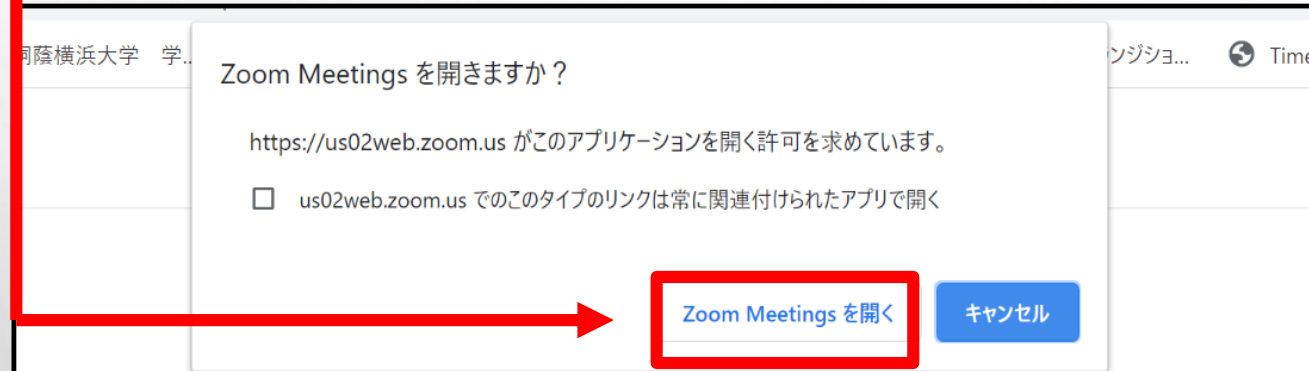 蔭横浜大学 学...
ンジショ...
Time
Zoom Meetings を開きますか？
https://us02web.zoom.us がこのアプリケーションを開く許可を求めています。
us02web.zoom.us でのこのタイプのリンクは常に関連付けられたアプリで開く
Zoom Meetings を開く
キャンセル